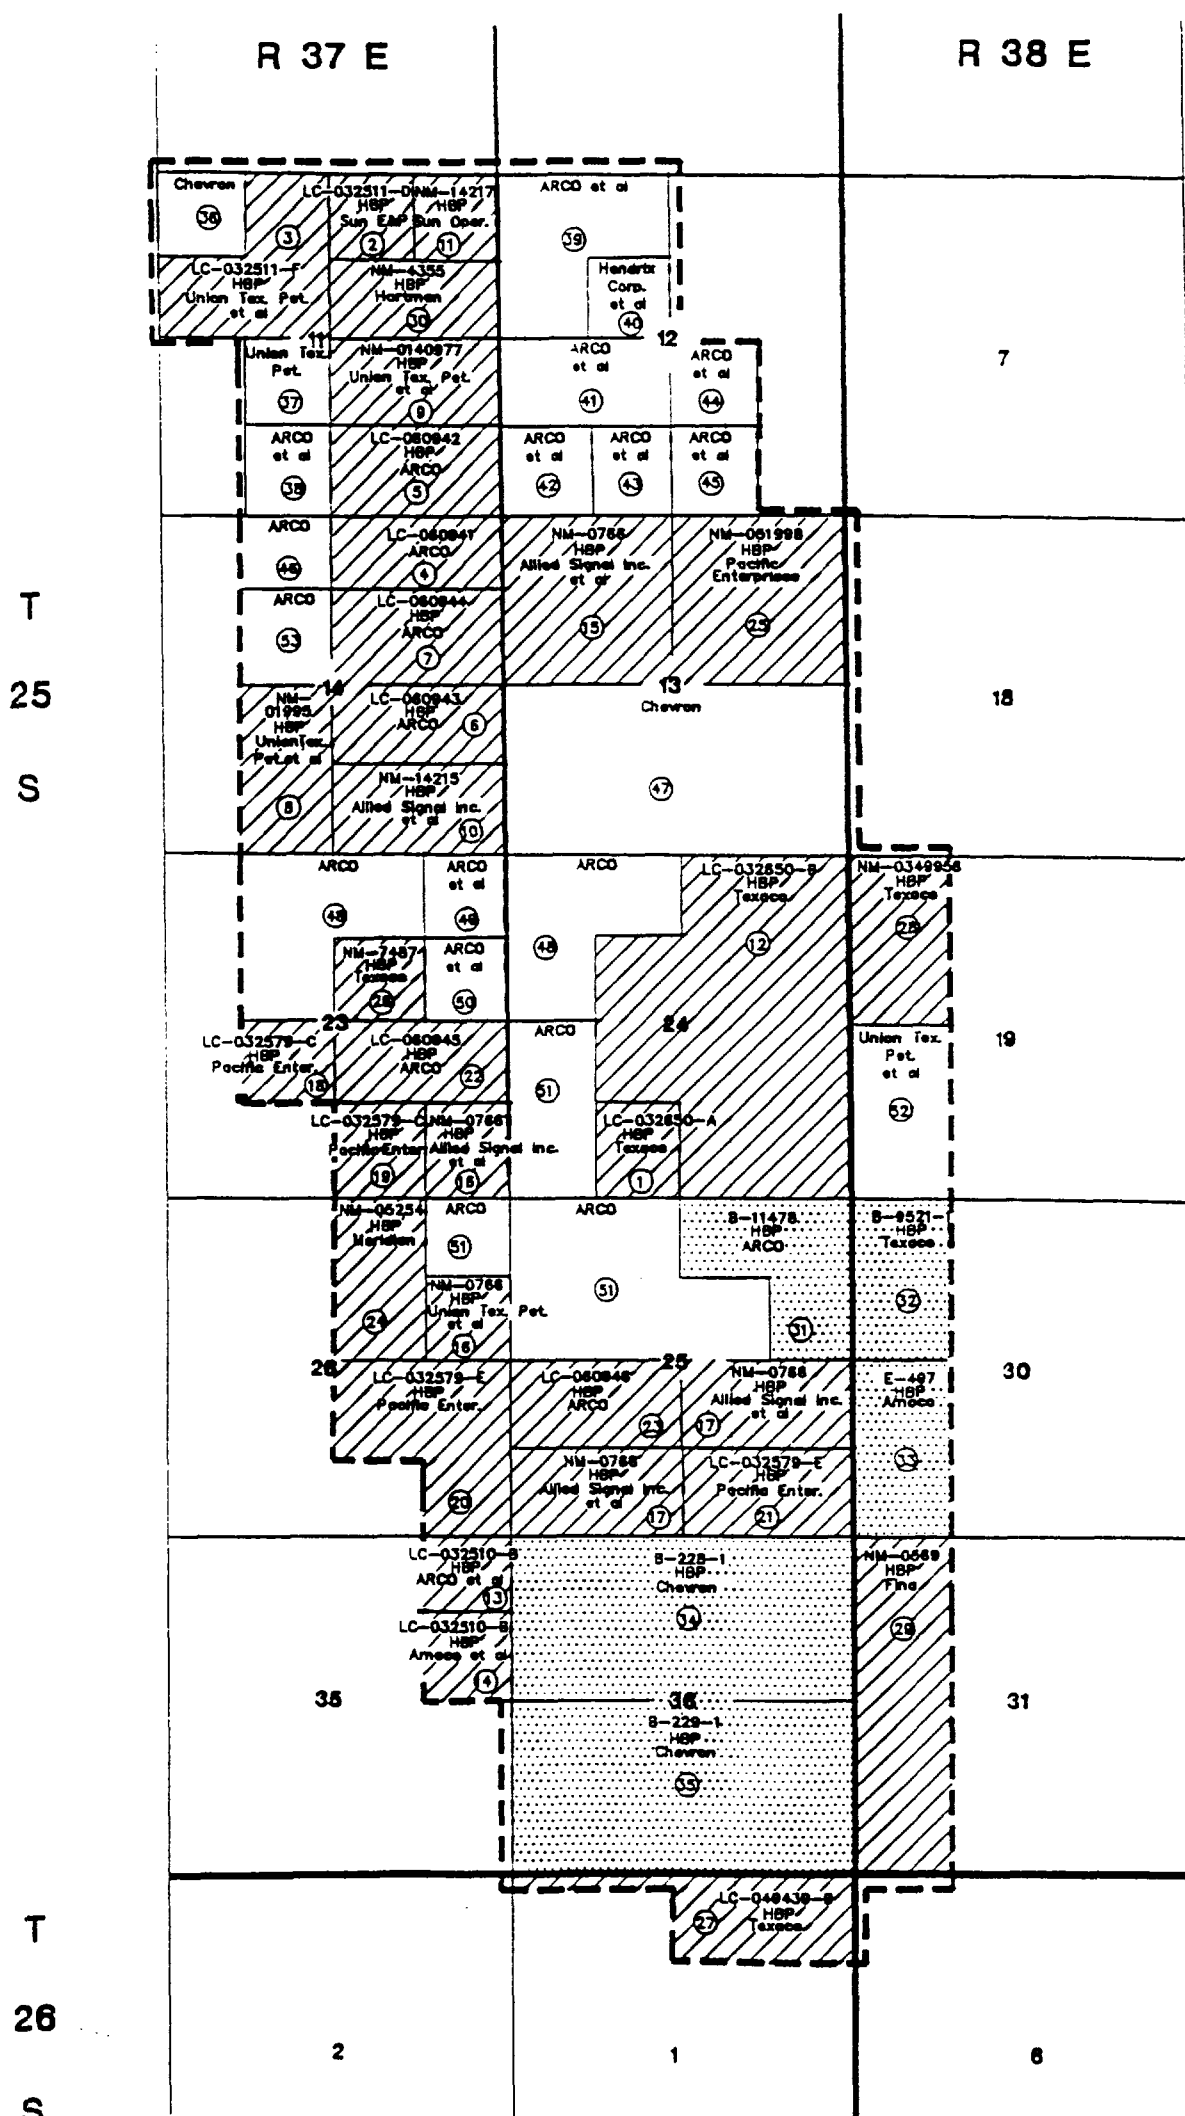 R 37 E
R 38 E
Chevron
36
3
LC-032511-F
HBP
Union Tex. Pet.
et al
LC-032511-D
HBP
Sun E&P
2
NM-14217
HBP
Sun Oper.
11
NM-4355
HBP
Hartman
30
ARCO et al
39
Hendrix
Corp.
et al
40
11
12
7
Union Tex.
Pet.
37
NM-0140977
HBP
Union Tex. Pet.
et al
9
ARCO
et al
41
ARCO
et al
44
ARCO
et al
38
LC-060942
HBP
ARCO
5
ARCO
et al
42
ARCO
et al
43
ARCO
et al
45
ARCO
46
LC-060941
ARCO
4
NM-0766
HBP
Allied Signal Inc.
et al
15
NM-061998
HBP
Pacific
Enterprises
25
T
25
S
ARCO
53
LC-060944
HBP
ARCO
7
14
13
18
NM-
01995
HBP
Union Tex.
Pet. et al
8
LC-060943
HBP
ARCO
6
Chevron
47
NM-14215
HBP
Allied Signal Inc.
et al
10
ARCO
48
ARCO
et al
49
ARCO
48
LC-032650-B
HBP
Texaco
12
NM-0349956
HBP
Texaco
28
NM-7487
HBP
Texaco
26
ARCO
et al
50
23
24
19
LC-032579-C
HBP
Pacific Enter.
18
LC-060945
HBP
ARCO
22
ARCO
51
Union Tex.
Pet.
et al
52
LC-032579-C
HBP
Pacific Enter.
19
NM-0766
HBP
Allied Signal Inc.
et al
16
LC-032650-A
HBP
Texaco
1
NM-05254
HBP
Meridian
24
ARCO
51
ARCO
51
B-11478
HBP
ARCO
31
B-9521
HBP
Texaco
32
NM-0766
HBP
Union Tex. Pet.
et al
16
26
25
30
LC-032579-E
HBP
Pacific Enter.
20
LC-060946
HBP
ARCO
23
NM-0766
HBP
Allied Signal Inc.
et al
17
E-497
HBP
Amoco
33
NM-0766
HBP
Allied Signal Inc.
et al
17
LC-032579-E
HBP
Pacific Enter.
21
LC-032510-B
HBP
ARCO et al
13
B-228-1
HBP
Chevron
34
NM-0569
HBP
Fina
29
LC-032510-B
HBP
Amoco et al
14
35
36
31
B-229-1
HBP
Chevron
35
LC-049439-B
HBP
Texaco
27
T
26
S
2
1
6